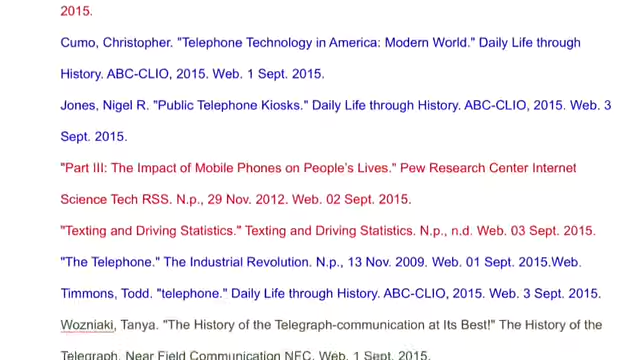 2015.
Cumo, Christopher. "Telephone Technology in America: Modern World." Daily Life through
History. ABC-CLIO, 2015. Web. 1 Sept. 2015.
Jones, Nigel R. "Public Telephone Kiosks." Daily Life through History. ABC-CLIO, 2015. Web. 3
Sept. 2015.
"Part III: The Impact of Mobile Phones on People’s Lives." Pew Research Center Internet
Science Tech RSS. N.p., 29 Nov. 2012. Web. 02 Sept. 2015.
"Texting and Driving Statistics." Texting and Driving Statistics. N.p., n.d. Web. 03 Sept. 2015.
"The Telephone." The Industrial Revolution. N.p., 13 Nov. 2009. Web. 01 Sept. 2015.Web.
Timmons, Todd. "telephone." Daily Life through History. ABC-CLIO, 2015. Web. 3 Sept. 2015.
Wozniaki, Tanya. "The History of the Telegraph-communication at Its Best!" The History of the
Telegraph. Near Field Communication NFC. Web. 1 Sept. 2015.